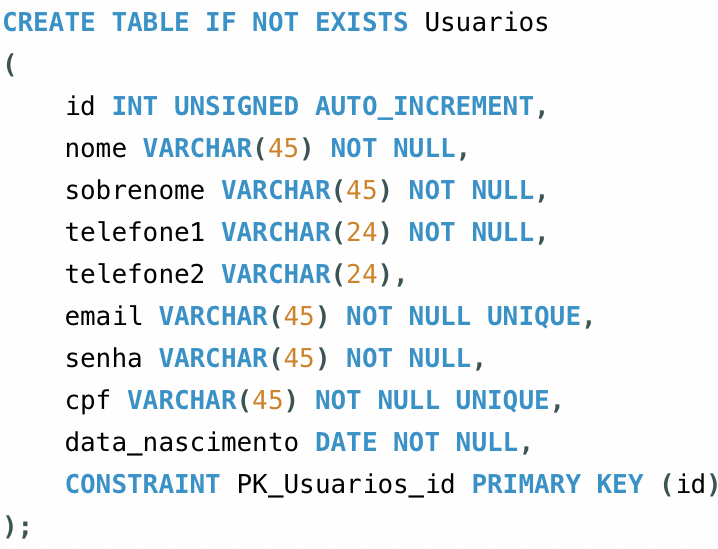 CREATE TABLE IF NOT EXISTS Usuarios
(
    id INT UNSIGNED AUTO_INCREMENT,
    nome VARCHAR(45) NOT NULL,
    sobrenome VARCHAR(45) NOT NULL,
    telefone1 VARCHAR(24) NOT NULL,
    telefone2 VARCHAR(24),
    email VARCHAR(45) NOT NULL UNIQUE,
    senha VARCHAR(45) NOT NULL,
    cpf VARCHAR(45) NOT NULL UNIQUE,
    data_nascimento DATE NOT NULL,
    CONSTRAINT PK_Usuarios_id PRIMARY KEY (id)
);